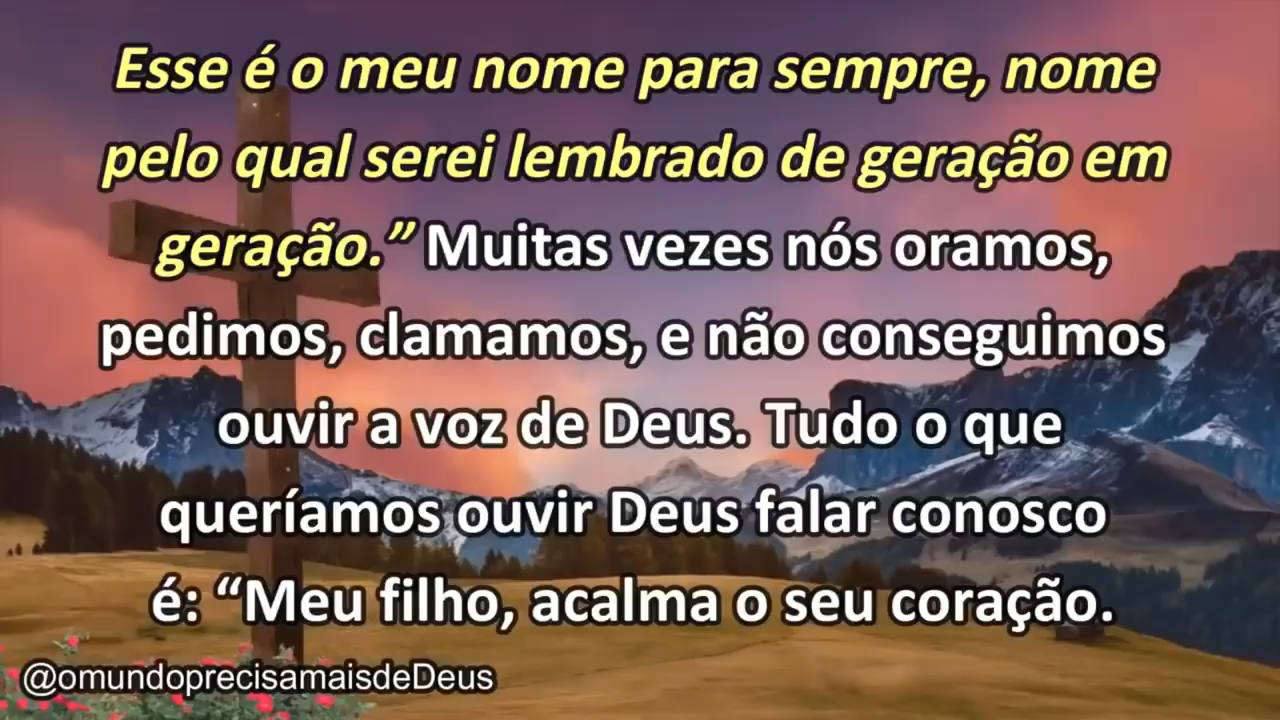 Esse é o meu nome para sempre, nome
pelo qual serei lembrado de geração em
geração.” Muitas vezes nós oramos,
pedimos, clamamos, e não conseguimos
ouvir a voz de Deus. Tudo o que
queríamos ouvir Deus falar conosco
é: “Meu filho, acalma o seu coração.
@omundoprecisamaisdeDeus